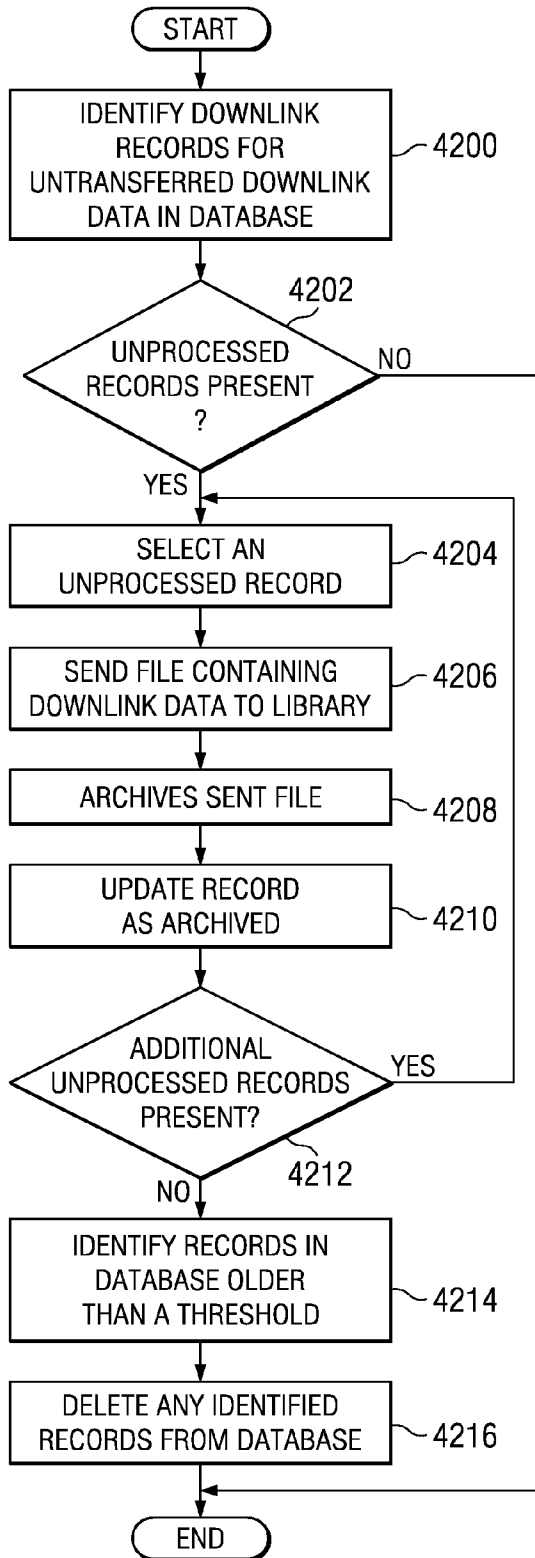 START
IDENTIFY DOWNLINK
RECORDS FOR
UNTRANSFERRED DOWNLINK
DATA IN DATABASE
4200
4202
UNPROCESSED
RECORDS PRESENT
?
NO
YES
SELECT AN
UNPROCESSED RECORD
4204
SEND FILE CONTAINING
DOWNLINK DATA TO LIBRARY
4206
ARCHIVES SENT FILE
4208
UPDATE RECORD
AS ARCHIVED
4210
ADDITIONAL
UNPROCESSED RECORDS
PRESENT?
YES
4212
NO
IDENTIFY RECORDS IN
DATABASE OLDER
THAN A THRESHOLD
4214
DELETE ANY IDENTIFIED
RECORDS FROM DATABASE
4216
END